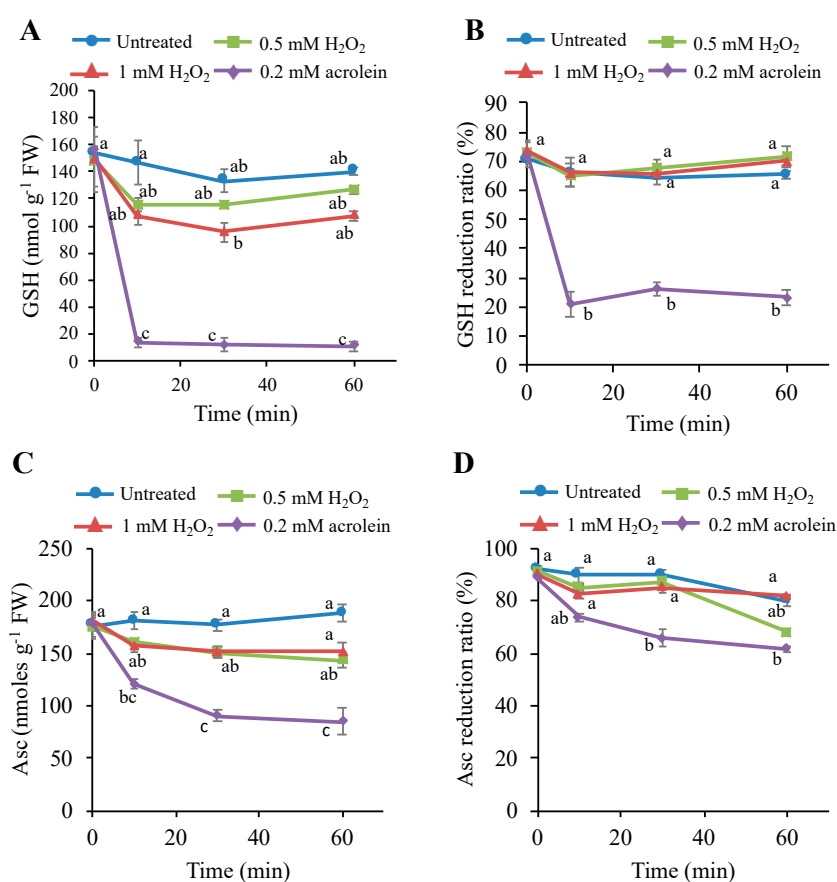 A
Untreated
0.5 mM H₂O₂
1 mM H₂O₂
0.2 mM acrolein
GSH (nmol g⁻¹ FW)
200
180
160
140
120
100
80
60
40
20
0
a a ab ab
ab ab ab
ab b ab
c c c
0 20 40 60
Time (min)
B
Untreated
0.5 mM H₂O₂
1 mM H₂O₂
0.2 mM acrolein
GSH reduction ratio (%)
90
80
70
60
50
40
30
20
10
0
a a a a
a a
b b b
0 20 40 60
Time (min)
C
Untreated
0.5 mM H₂O₂
1 mM H₂O₂
0.2 mM acrolein
Asc (nmoles g⁻¹ FW)
250
200
150
100
50
0
a a a a
a
ab ab ab
bc c c
0 20 40 60
Time (min)
D
Untreated
0.5 mM H₂O₂
1 mM H₂O₂
0.2 mM acrolein
Asc reduction ratio (%)
100
80
60
40
20
0
a a a a
a a ab
ab b b
0 20 40 60
Time (min)